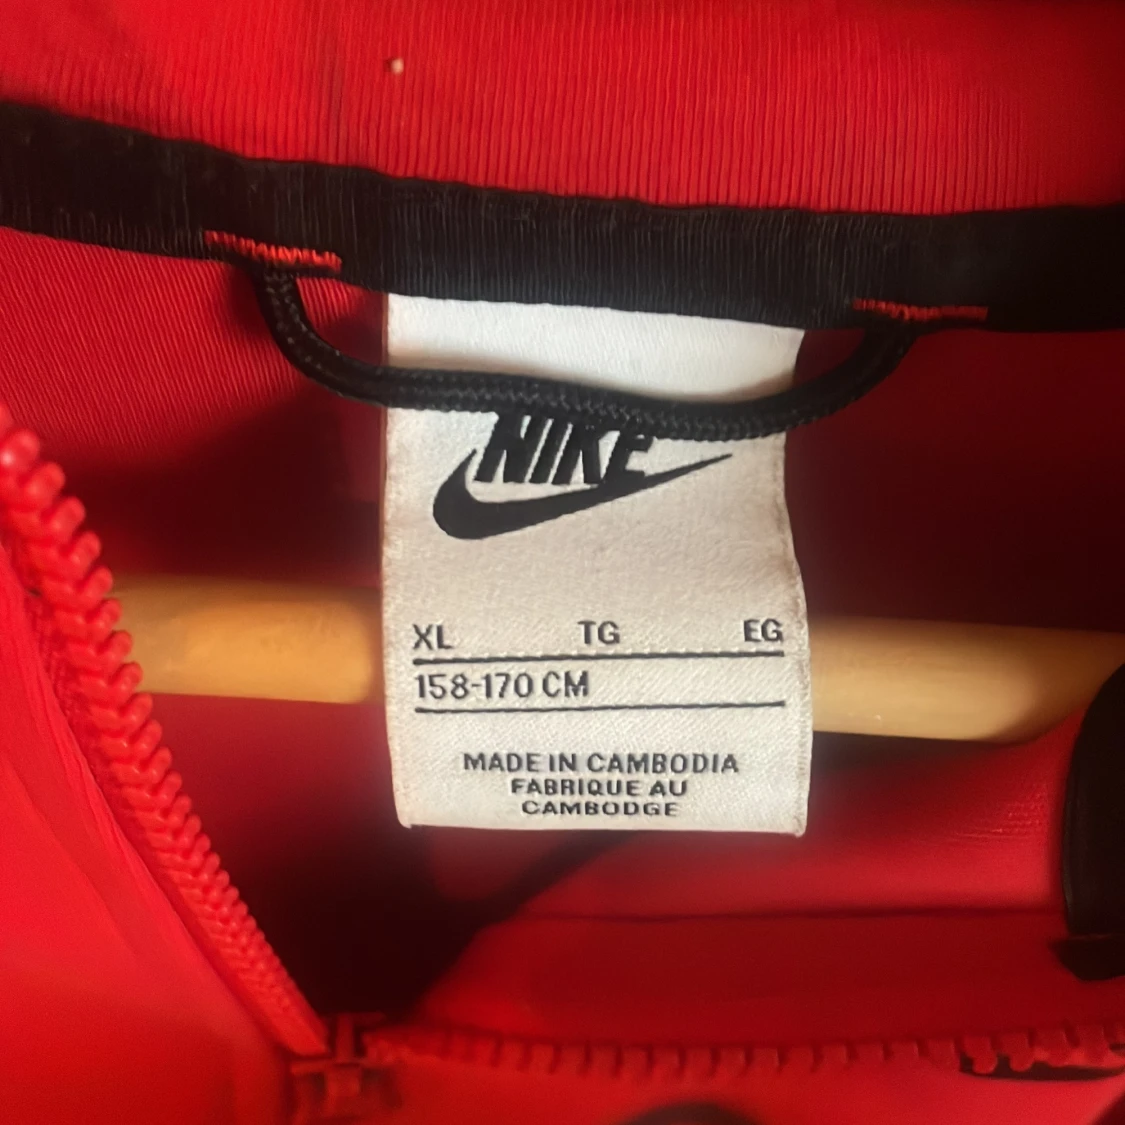 NIKE
XL TG EG
158-170 CM
MADE IN CAMBODIA
FABRIQUE AU
CAMBODGE